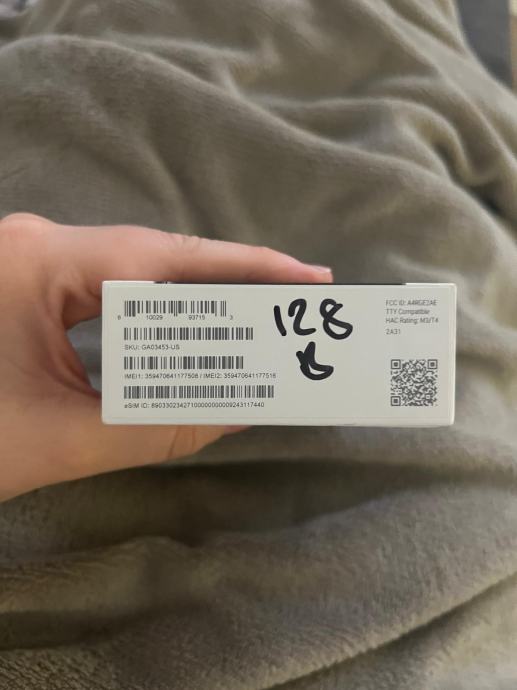 6 10029 93715 3
SKU: GA03453-US
IMEI1: 359470641177508 / IMEI2: 359470641177516
eSIM ID: 89033023427100000000009243117440
128
FCC ID: A4RGE2AE
TTY Compatible
HAC Rating: M3/T4
2A31